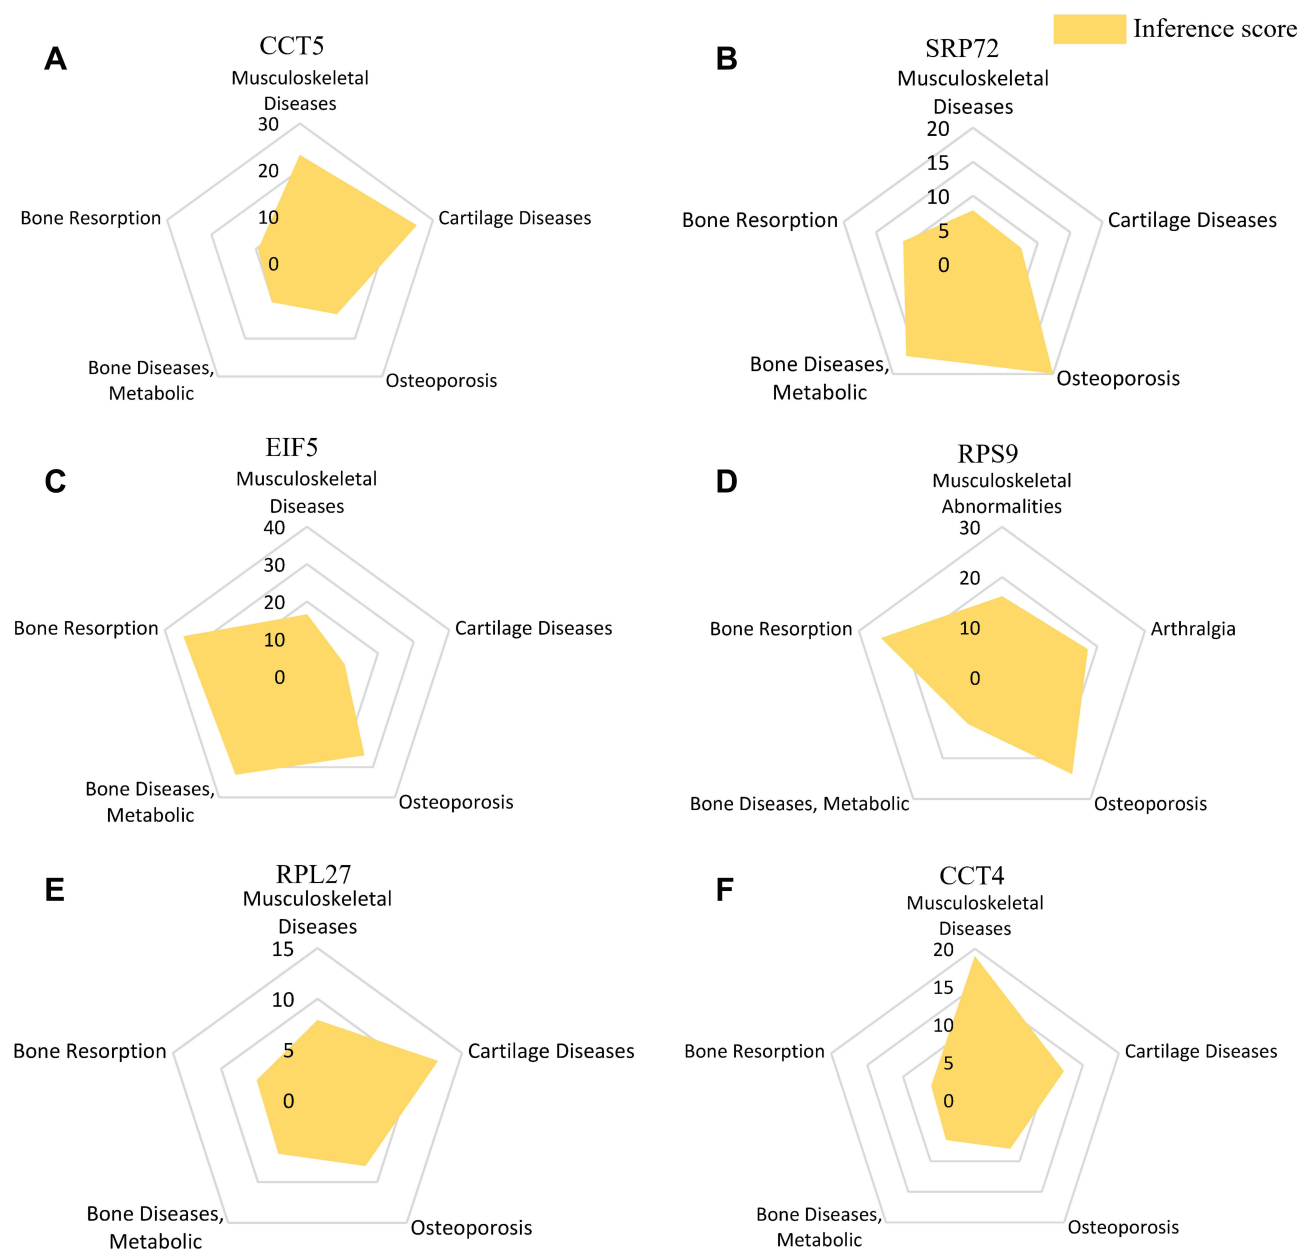 Inference score
A
CCT5
Musculoskeletal
Diseases
30
20
10
0
Bone Resorption
Cartilage Diseases
Bone Diseases,
Metabolic
Osteoporosis
B
SRP72
Musculoskeletal
Diseases
20
15
10
5
0
Bone Resorption
Cartilage Diseases
Bone Diseases,
Metabolic
Osteoporosis
C
EIF5
Musculoskeletal
Diseases
40
30
20
10
0
Bone Resorption
Cartilage Diseases
Bone Diseases,
Metabolic
Osteoporosis
D
RPS9
Musculoskeletal
Abnormalities
30
20
10
0
Bone Resorption
Arthralgia
Bone Diseases, Metabolic
Osteoporosis
E
RPL27
Musculoskeletal
Diseases
15
10
5
0
Bone Resorption
Cartilage Diseases
Bone Diseases,
Metabolic
Osteoporosis
F
CCT4
Musculoskeletal
Diseases
20
15
10
5
0
Bone Resorption
Cartilage Diseases
Bone Diseases,
Metabolic
Osteoporosis